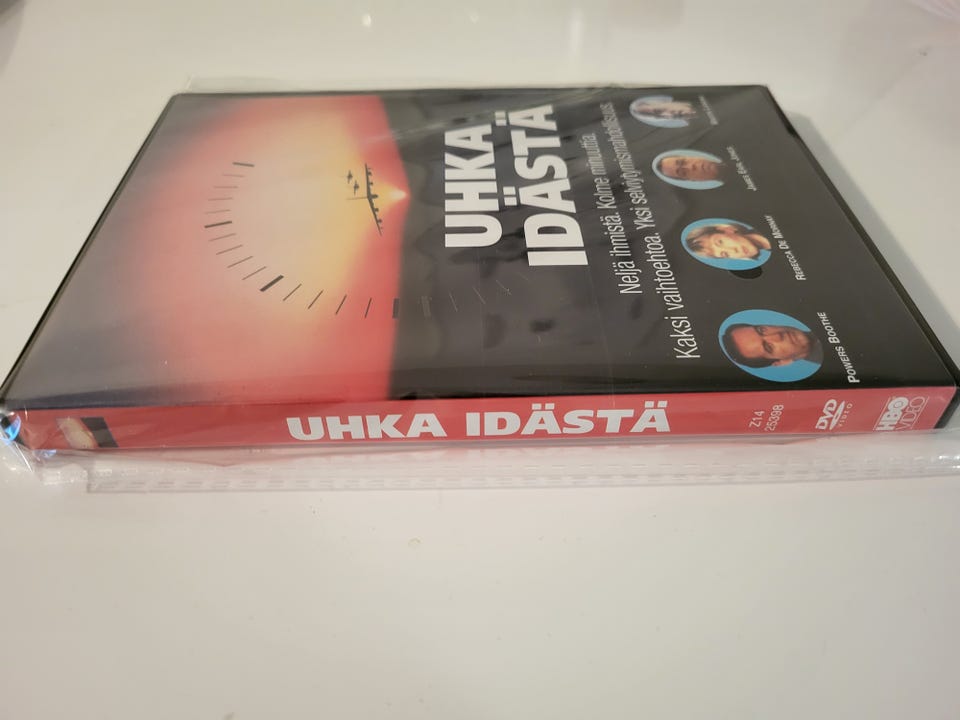 UHKA
IDÄSTÄ
Neljä ihmistä. Kolme minuuttia.
Kaksi vaihtoehtoa. Yksi selviytymismahdollisuus.
POWERS BOOTHE
REBECCA DE MORNAY
JAMES EARL JONES
UHKA IDÄSTÄ
Z14
25398
DVD
VIDEO
HBO
VIDEO